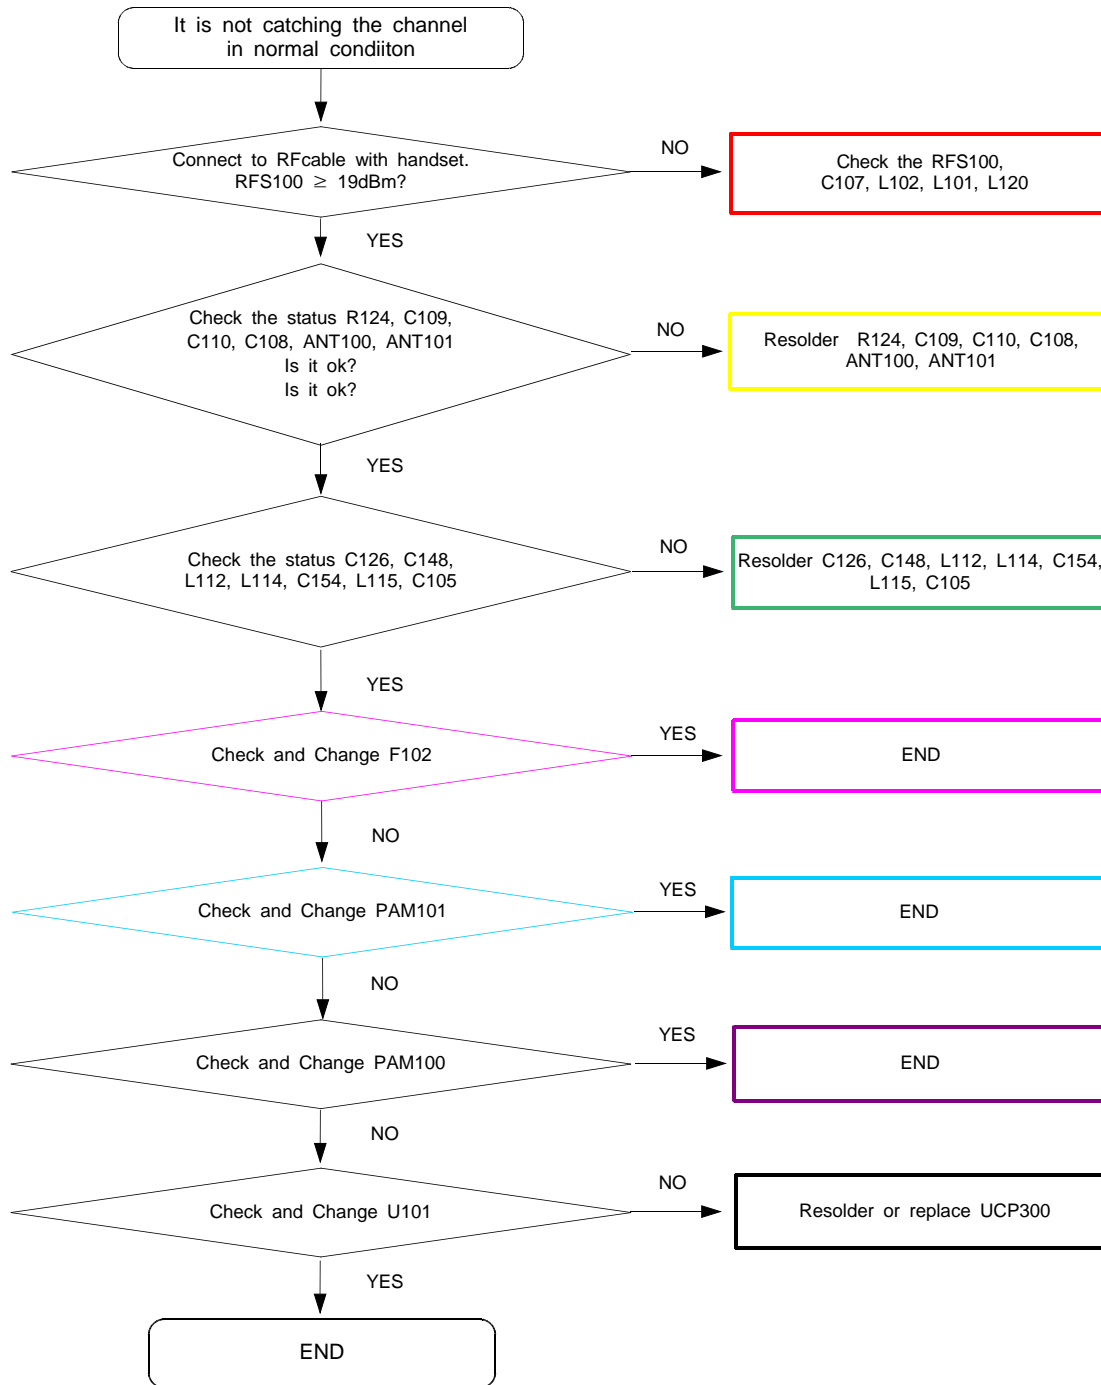 It is not catching the channel
in normal condiiton
Connect to RFcable with handset.
RFS100 ≥ 19dBm?
NO
Check the RFS100,
C107, L102, L101, L120
YES
Check the status R124, C109,
C110, C108, ANT100, ANT101
Is it ok?
Is it ok?
NO
Resolder R124, C109, C110, C108,
ANT100, ANT101
YES
Check the status C126, C148,
L112, L114, C154, L115, C105
NO
Resolder C126, C148, L112, L114, C154,
L115, C105
YES
Check and Change F102
YES
END
NO
Check and Change PAM101
YES
END
NO
Check and Change PAM100
YES
END
NO
Check and Change U101
NO
Resolder or replace UCP300
YES
END